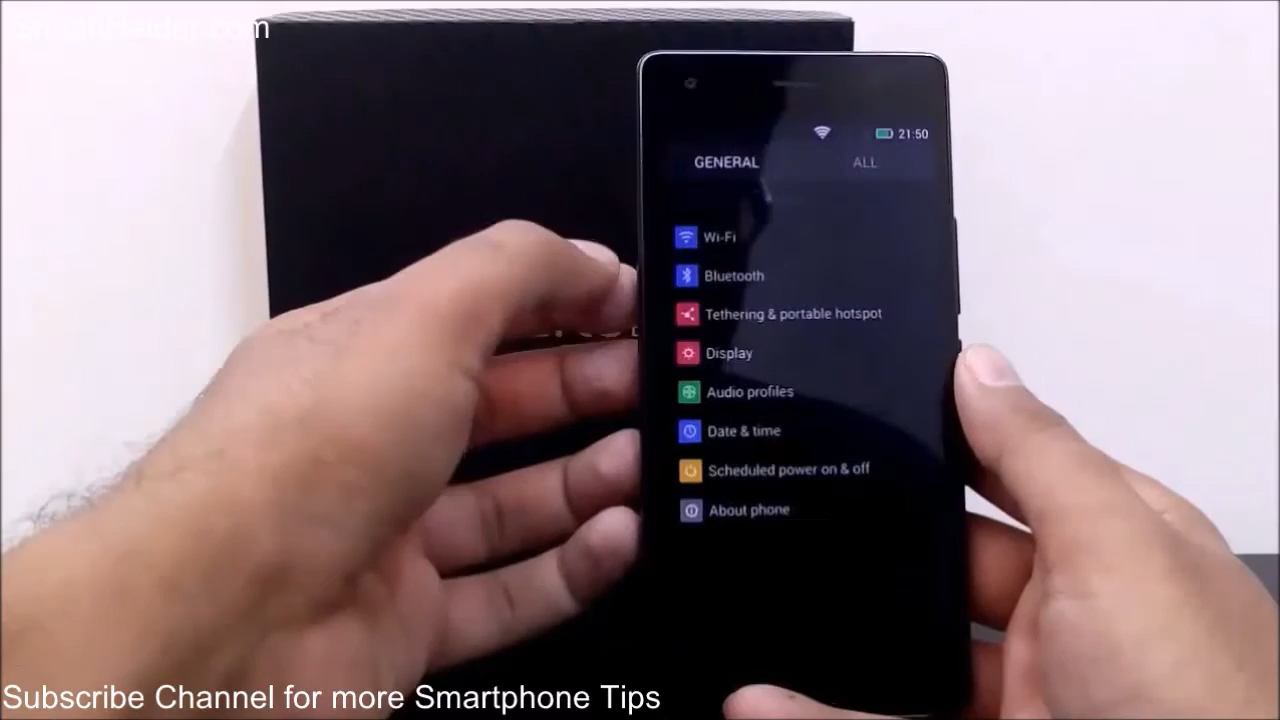 21:50
GENERAL ALL
Wi-Fi
Bluetooth
Tethering & portable hotspot
Display
Audio profiles
Date & time
Scheduled power on & off
About phone
Subscribe Channel for more Smartphone Tips